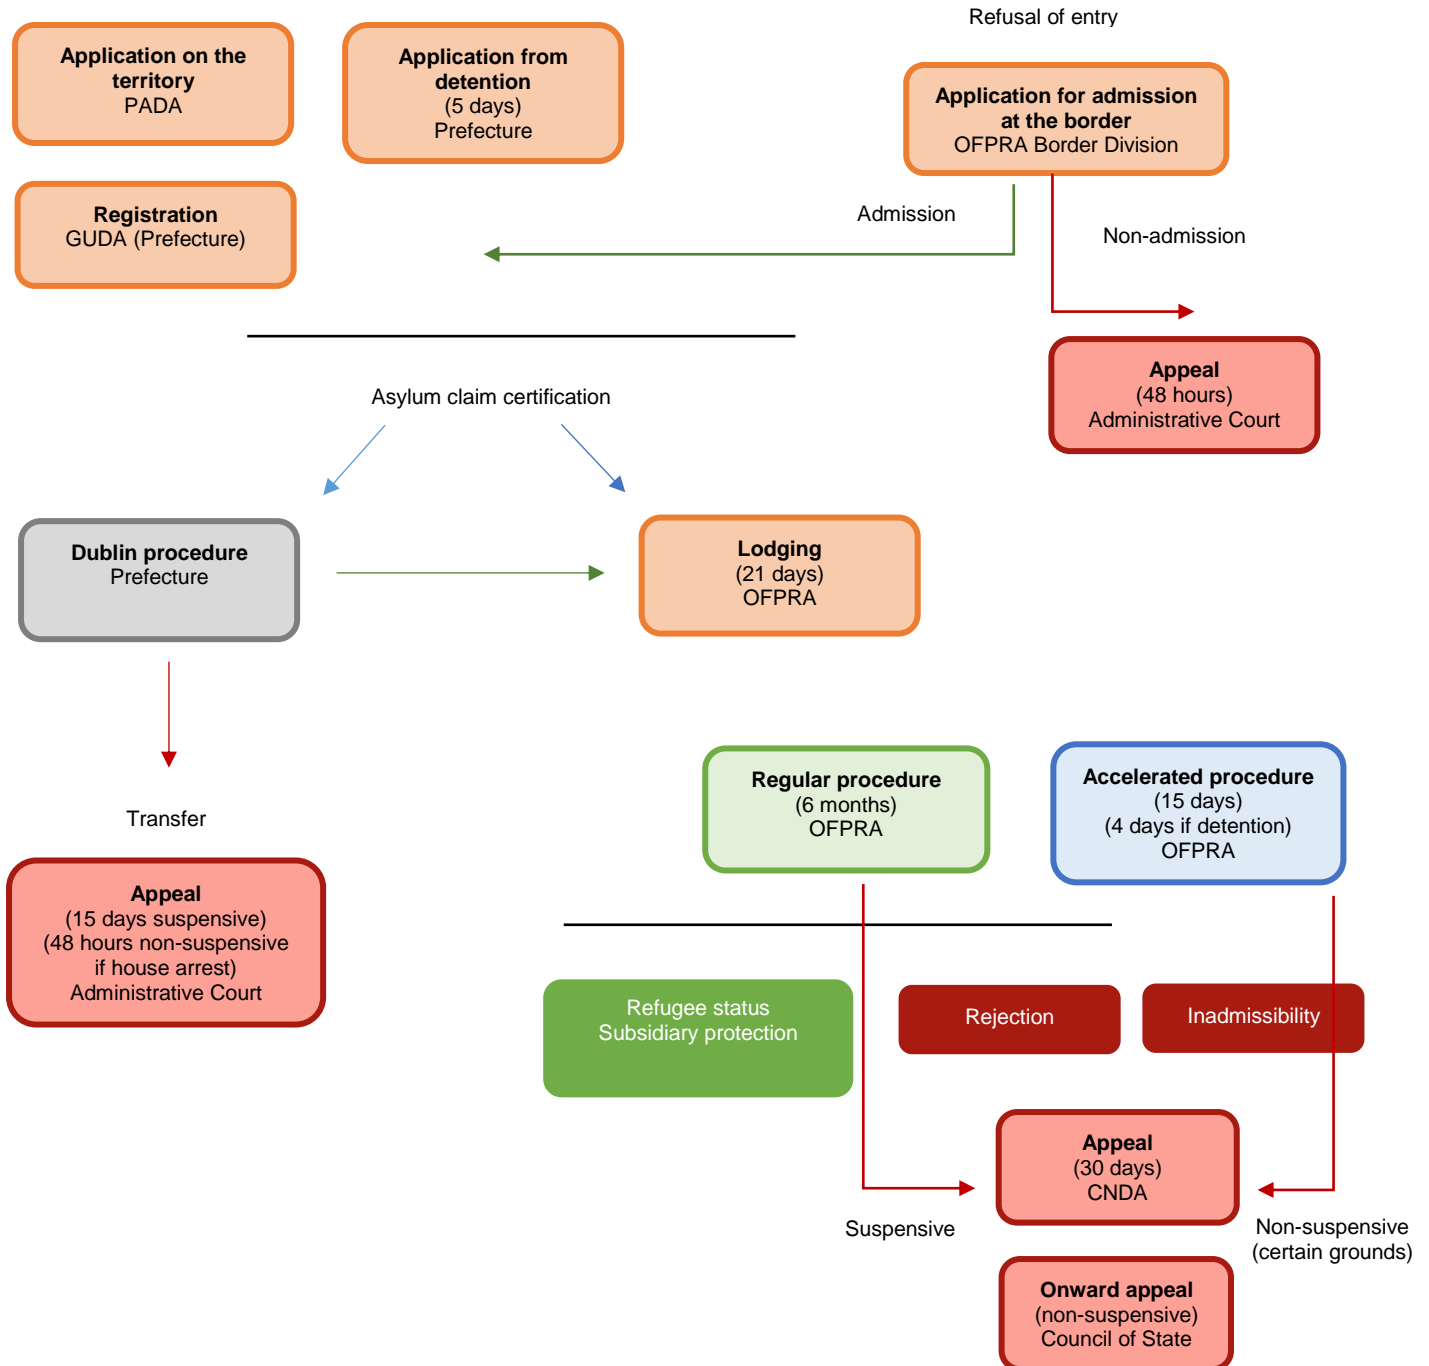 Refusal of entry
Application on the
territory
PADA
Application from
detention
(5 days)
Prefecture
Application for admission
at the border
OFPRA Border Division
Registration
GUDA (Prefecture)
Admission
Non-admission
Appeal
(48 hours)
Administrative Court
Asylum claim certification
Dublin procedure
Prefecture
Lodging
(21 days)
OFPRA
Transfer
Appeal
(15 days suspensive)
(48 hours non-suspensive
if house arrest)
Administrative Court
Regular procedure
(6 months)
OFPRA
Accelerated procedure
(15 days)
(4 days if detention)
OFPRA
Refugee status
Subsidiary protection
Rejection
Inadmissibility
Appeal
(30 days)
CNDA
Suspensive
Non-suspensive
(certain grounds)
Onward appeal
(non-suspensive)
Council of State